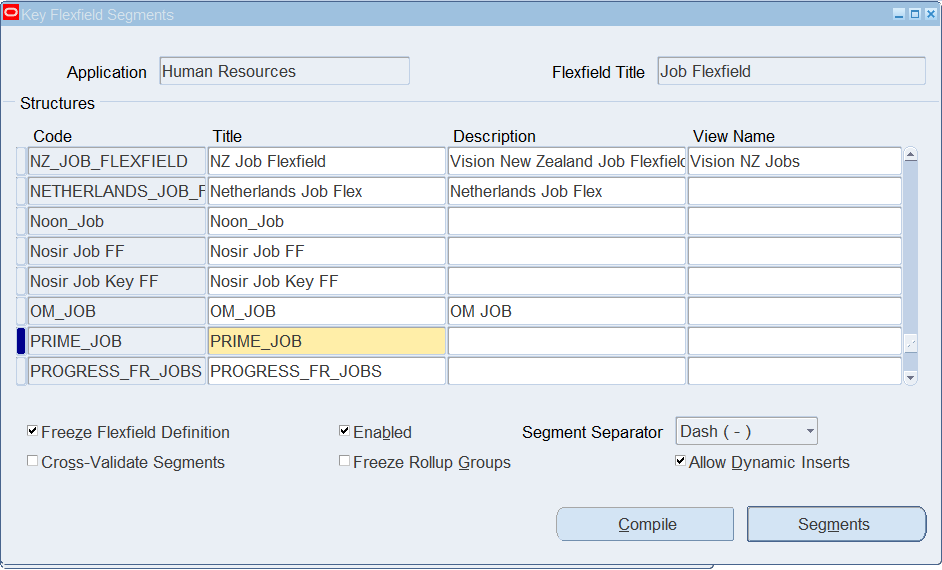 Key Flexfield Segments
Application Human Resources Flexfield Title Job Flexfield
Structures
Code Title Description View Name
NZ_JOB_FLEXFIELD NZ Job Flexfield Vision New Zealand Job Flexfield Vision NZ Jobs
NETHERLANDS_JOB_F Netherlands Job Flex Netherlands Job Flex
Noon_Job Noon_Job
Nosir Job FF Nosir Job FF
Nosir Job Key FF Nosir Job Key FF
OM_JOB OM_JOB OM JOB
PRIME_JOB PRIME_JOB
PROGRESS_FR_JOBS PROGRESS_FR_JOBS
Freeze Flexfield Definition Enabled Segment Separator Dash ( - )
Cross-Validate Segments Freeze Rollup Groups Allow Dynamic Inserts
Compile Segments